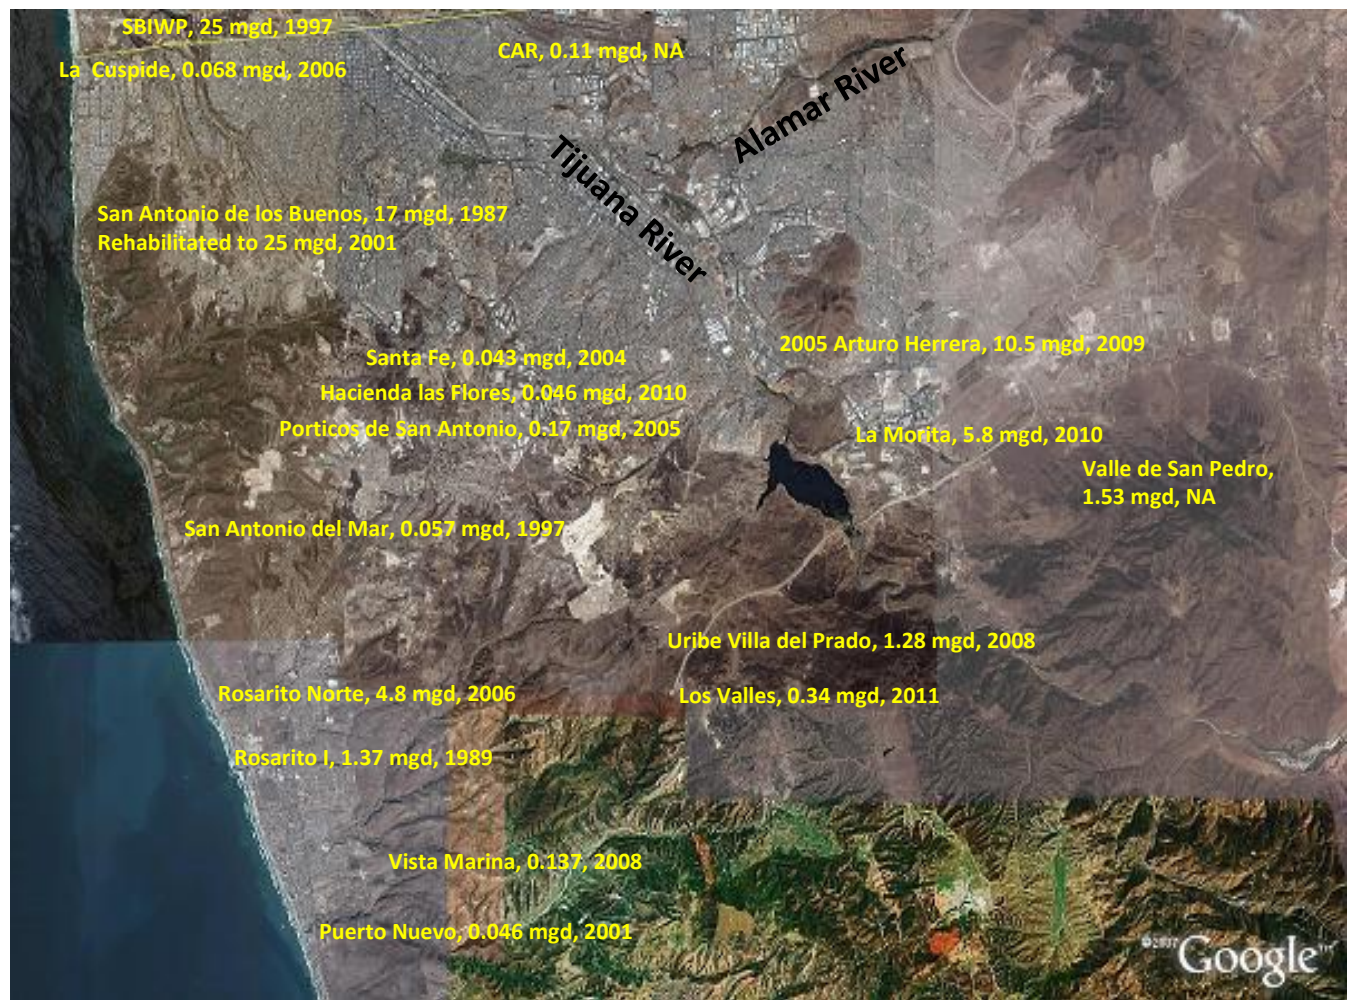 SBIWP, 25 mgd, 1997
CAR, 0.11 mgd, NA
La Cuspide, 0.068 mgd, 2006
Alamar River
Tijuana River
San Antonio de los Buenos, 17 mgd, 1987
Rehabilitated to 25 mgd, 2001
2005 Arturo Herrera, 10.5 mgd, 2009
Santa Fe, 0.043 mgd, 2004
Hacienda las Flores, 0.046 mgd, 2010
Porticos de San Antonio, 0.17 mgd, 2005
La Morita, 5.8 mgd, 2010
Valle de San Pedro,
1.53 mgd, NA
San Antonio del Mar, 0.057 mgd, 1997
Uribe Villa del Prado, 1.28 mgd, 2008
Rosarito Norte, 4.8 mgd, 2006
Los Valles, 0.34 mgd, 2011
Rosarito I, 1.37 mgd, 1989
Vista Marina, 0.137, 2008
Puerto Nuevo, 0.046 mgd, 2001
©2007 Google™